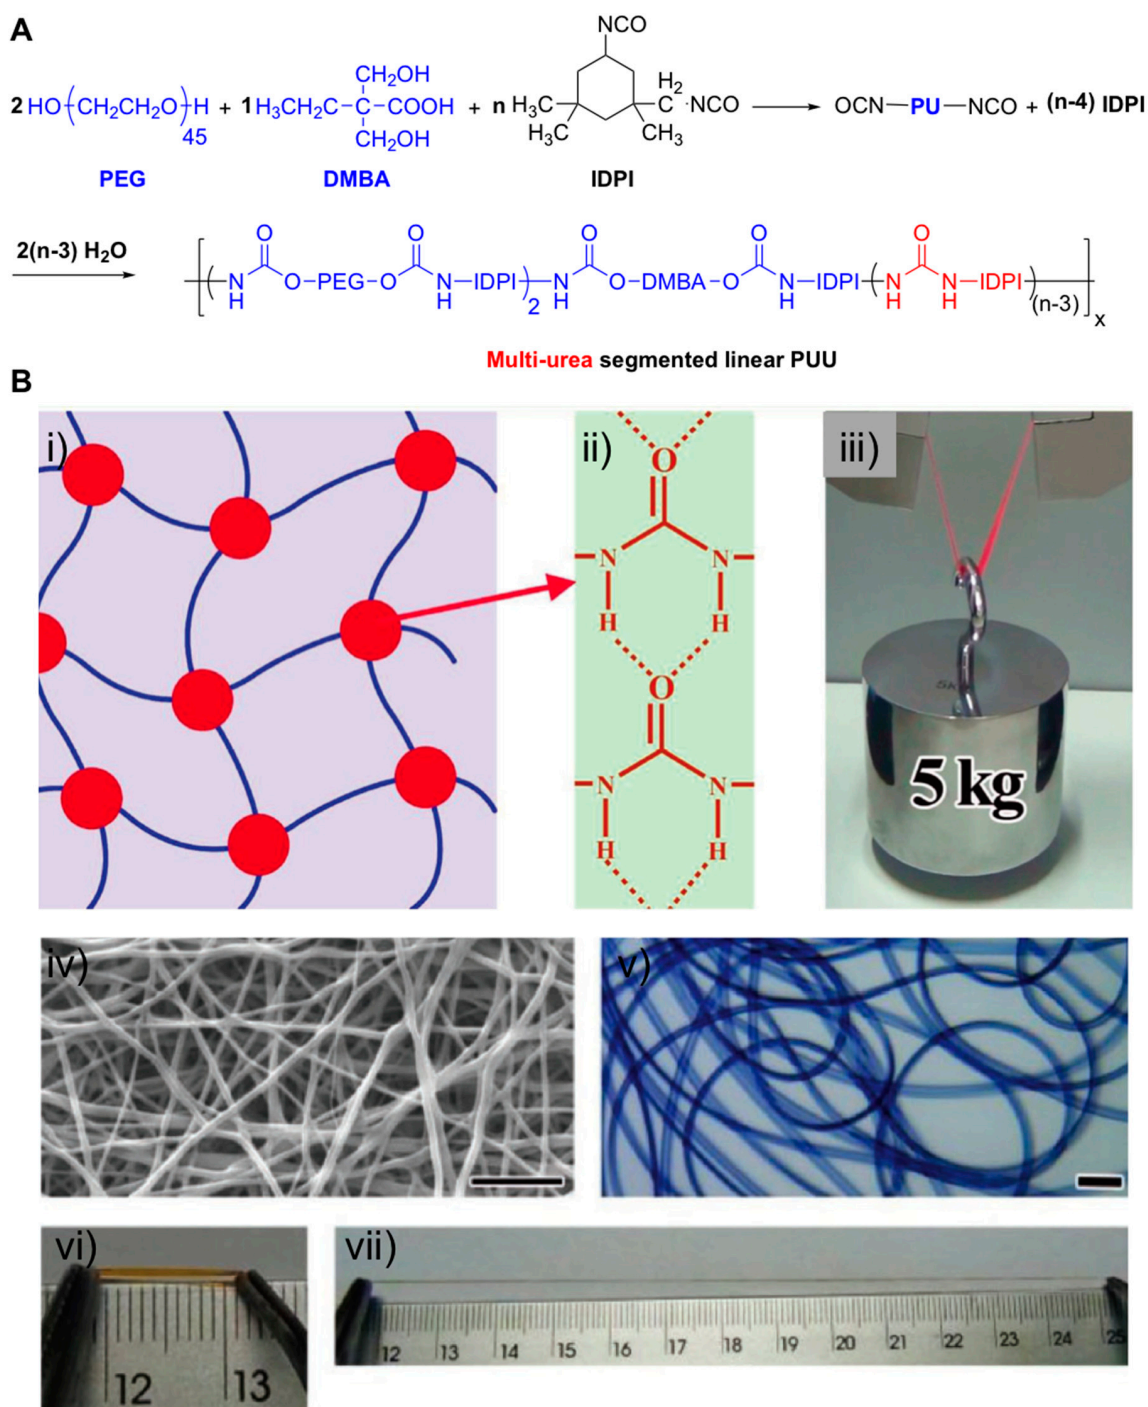 A
2 HO(CH₂CH₂O)H + 1 H₃CH₂C CH₂OH COOH CH₂OH + n H₃C H₃C NCO H₂ C NCO CH₃ → OCN PU NCO + (n-4) IDPI
45
PEG DMBA IDPI
2(n-3) H₂O
N H O O PEG O O N H IDPI 2 N H O O DMBA O O N H IDPI N H O N H IDPI (n-3) x
Multi-urea segmented linear PUU
B
i) ii) iii)
O
N N
H H
O
N N
H H
5 kg
iv) v)
vi) vii)
12 13
12 13 14 15 16 17 18 19 20 21 22 23 24 25